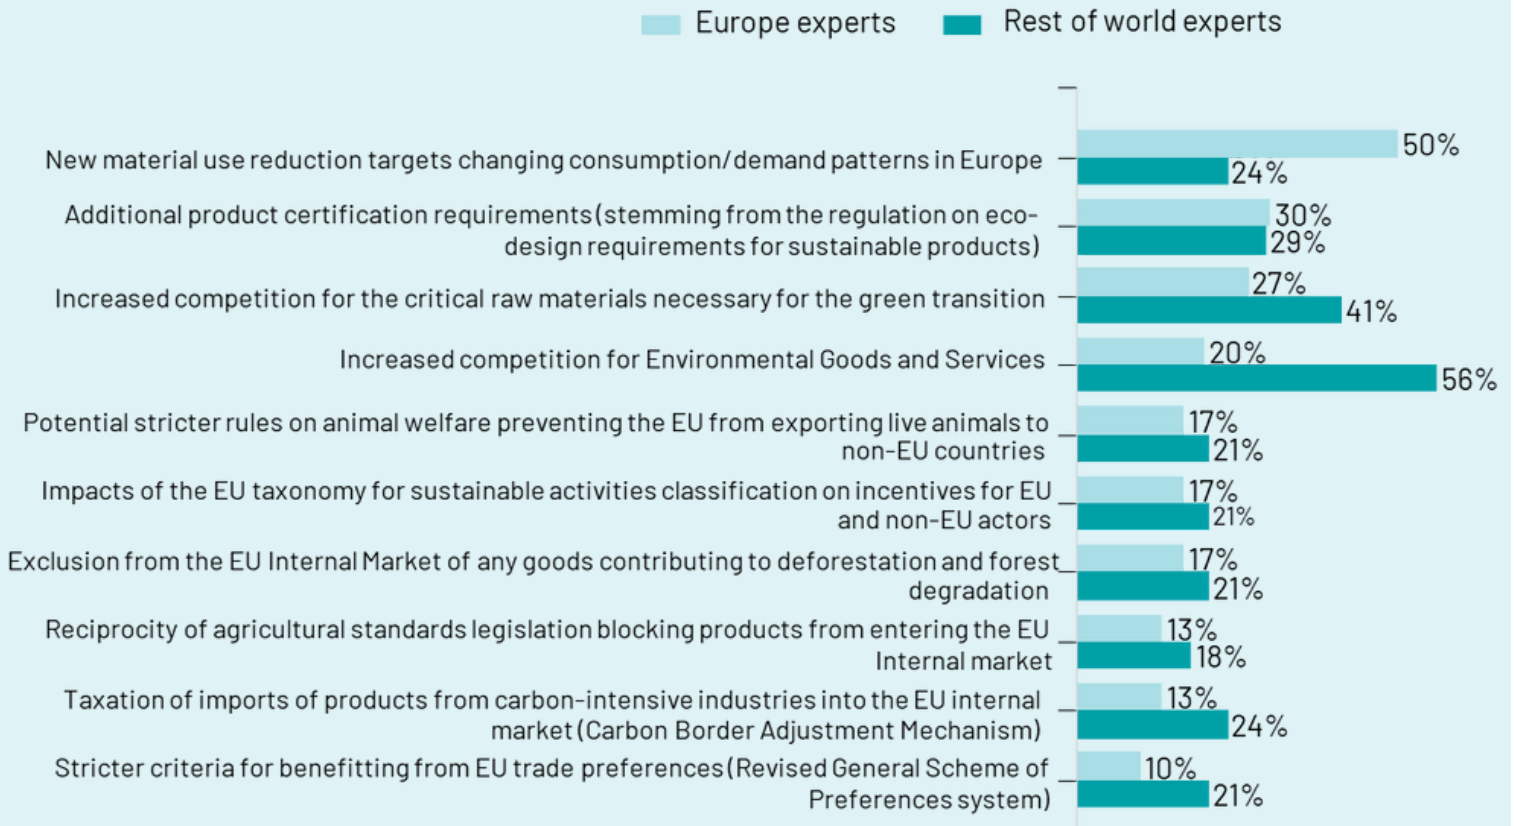 Europe experts Rest of world experts
New material use reduction targets changing consumption/demand patterns in Europe
50%
24%
Additional product certification requirements (stemming from the regulation on eco-
design requirements for sustainable products)
30%
29%
Increased competition for the critical raw materials necessary for the green transition
27%
41%
Increased competition for Environmental Goods and Services
20%
56%
Potential stricter rules on animal welfare preventing the EU from exporting live animals to
non-EU countries
17%
21%
Impacts of the EU taxonomy for sustainable activities classification on incentives for EU
and non-EU actors
17%
21%
Exclusion from the EU Internal Market of any goods contributing to deforestation and forest
degradation
17%
21%
Reciprocity of agricultural standards legislation blocking products from entering the EU
Internal market
13%
18%
Taxation of imports of products from carbon-intensive industries into the EU internal
market (Carbon Border Adjustment Mechanism)
13%
24%
Stricter criteria for benefitting from EU trade preferences (Revised General Scheme of
Preferences system)
10%
21%